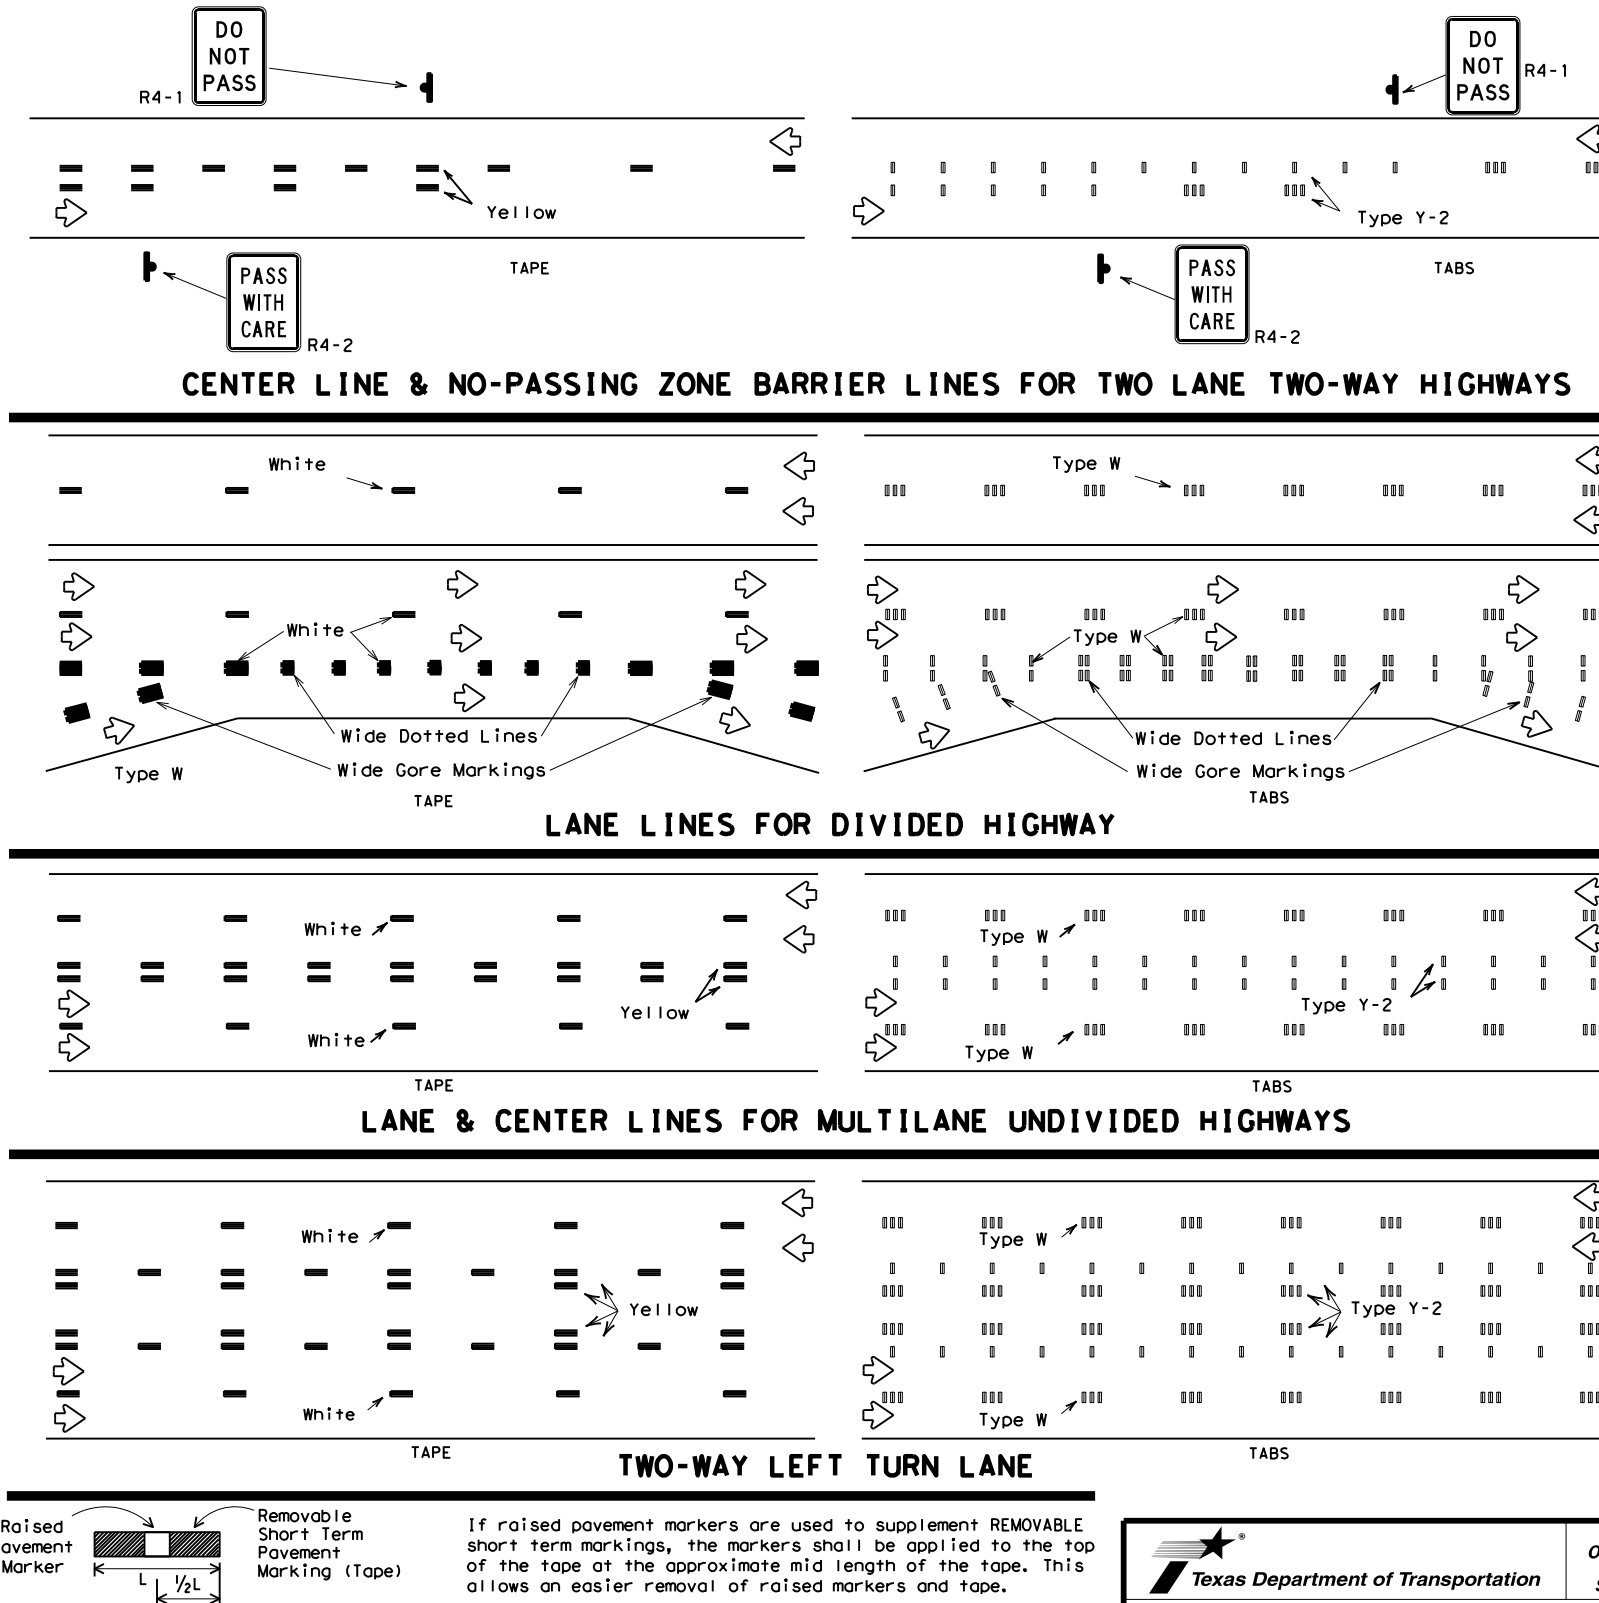 DO
NOT
PASS
R4-1
DO
NOT
PASS
R4-1
Yellow
Type Y-2
TAPE
TABS
PASS
WITH
CARE
R4-2
PASS
WITH
CARE
R4-2
CENTER LINE & NO-PASSING ZONE BARRIER LINES FOR TWO LANE TWO-WAY HIGHWAYS
White
Type W
White
Type W
Wide Dotted Lines
Wide Dotted Lines
Type W
Wide Gore Markings
Wide Gore Markings
TAPE
TABS
LANE LINES FOR DIVIDED HIGHWAY
White
Type W
Yellow
Type Y-2
White
Type W
TAPE
TABS
LANE & CENTER LINES FOR MULTILANE UNDIVIDED HIGHWAYS
White
Type W
Yellow
Type Y-2
White
Type W
TAPE
TABS
TWO-WAY LEFT TURN LANE
Raised
avement
Marker
L
½L
Removable
Short Term
Pavement
Marking (Tape)
If raised pavement markers are used to supplement REMOVABLE
short term markings, the markers shall be applied to the top
of the tape at the approximate mid length of the tape. This
allows an easier removal of raised markers and tape.
Texas Department of Transportation